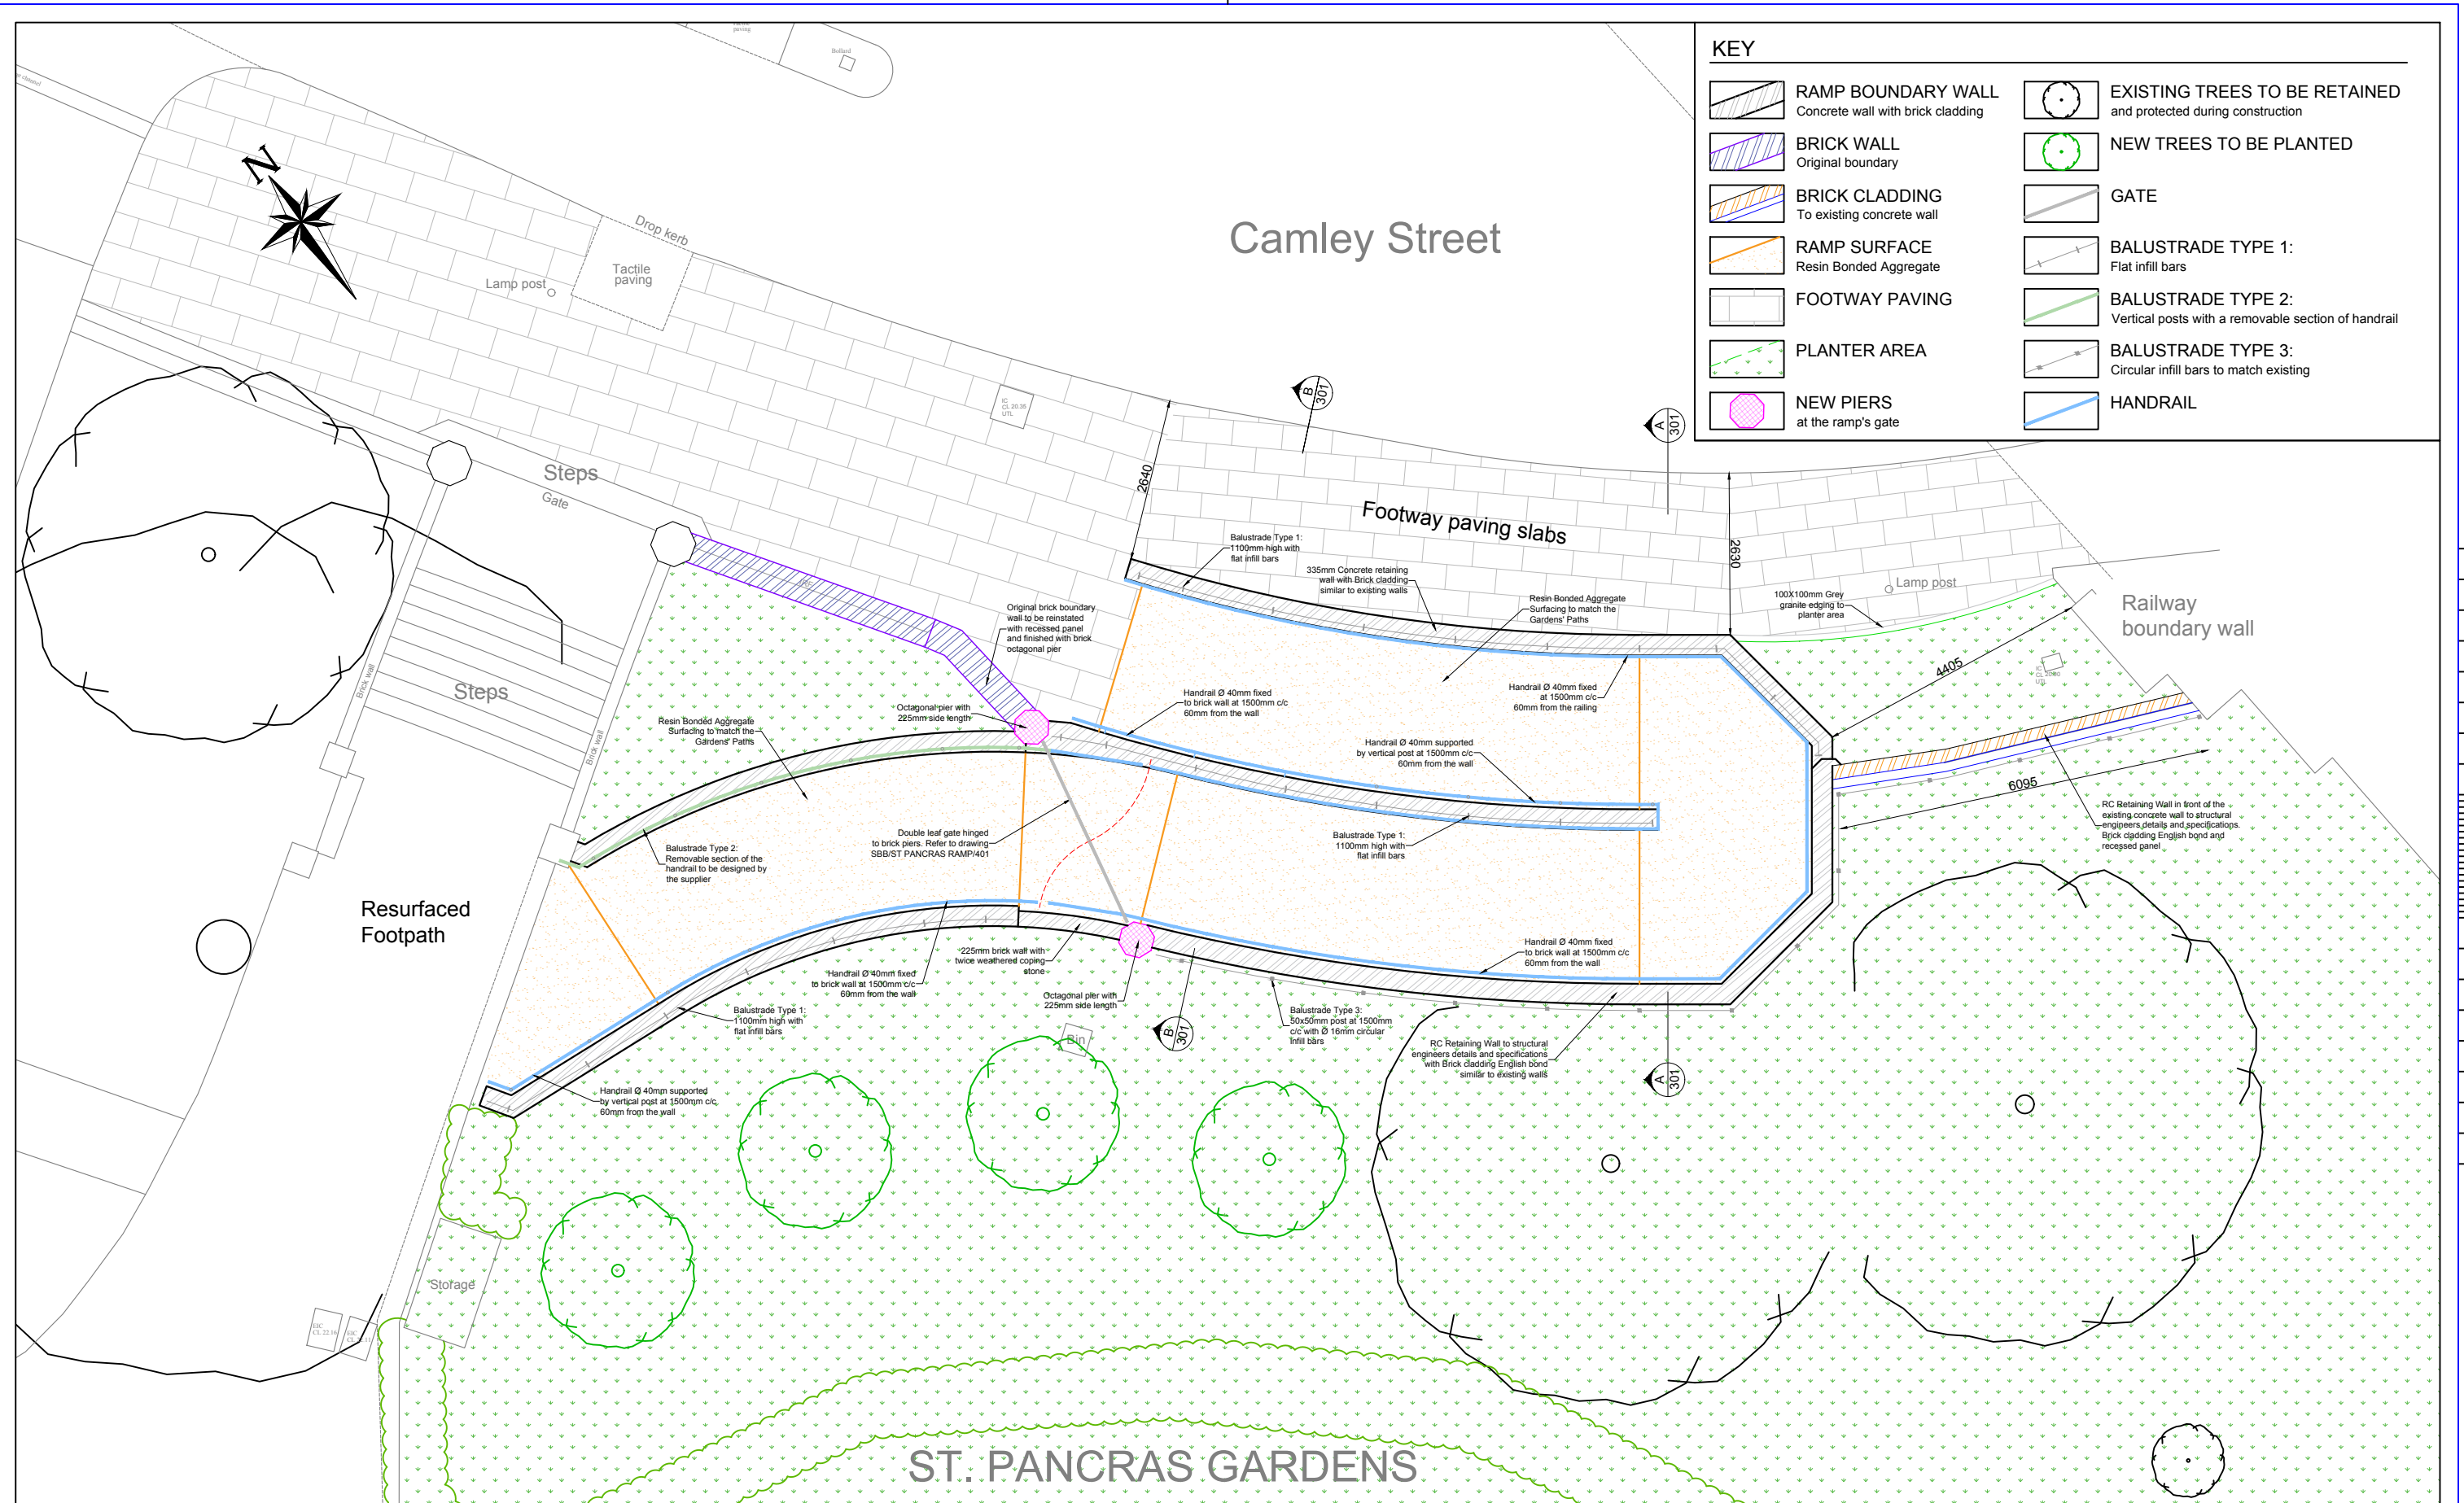 KEY
RAMP BOUNDARY WALL
Concrete wall with brick cladding
BRICK WALL
Original boundary
BRICK CLADDING
To existing concrete wall
RAMP SURFACE
Resin Bonded Aggregate
FOOTWAY PAVING
PLANTER AREA
NEW PIERS
at the ramp's gate
EXISTING TREES TO BE RETAINED
and protected during construction
NEW TREES TO BE PLANTED
GATE
BALUSTRADE TYPE 1:
Flat infill bars
BALUSTRADE TYPE 2:
Vertical posts with a removable section of handrail
BALUSTRADE TYPE 3:
Circular infill bars to match existing
HANDRAIL
paving
Bollard
N
Drop kerb
Tactile
paving
Lamp post
Camley Street
IC
CL 20.35
UTL
B
301
A
301
2640
Steps
Gate
Footway paving slabs
2630
Balustrade Type 1:
1100mm high with
flat infill bars
335mm Concrete retaining
wall with Brick cladding
similar to existing walls
Resin Bonded Aggregate
Surfacing to match the
Gardens' Paths
100X100mm Grey
granite edging to
planter area
Lamp post
Railway
boundary wall
4405
6095
Original brick boundary
wall to be reinstated
with recessed panel
and finished with brick
octagonal pier
Brick wall
Steps
Brick wall
Resin Bonded Aggregate
Surfacing to match the
Gardens' Paths
Octagonal pier with
225mm side length
Handrail Ø 40mm fixed
to brick wall at 1500mm c/c
60mm from the wall
Handrail Ø 40mm fixed
at 1500mm c/c
60mm from the railing
Handrail Ø 40mm supported
by vertical post at 1500mm c/c
60mm from the wall
RC Retaining Wall in front of the
existing concrete wall to structural
engineers details and specifications.
Brick cladding English bond and
recessed panel
Balustrade Type 2:
Removable section of the
handrail to be designed by
the supplier
Double leaf gate hinged
to brick piers. Refer to drawing
SBB/ST PANCRAS RAMP/401
Balustrade Type 1:
1100mm high with
flat infill bars
Resurfaced
Footpath
225mm brick wall with
twice weathered coping
stone
Handrail Ø 40mm fixed
to brick wall at 1500mm c/c
60mm from the wall
Handrail Ø 40mm fixed
to brick wall at 1500mm c/c
60mm from the wall
Octagonal pier with
225mm side length
Balustrade Type 1:
1100mm high with
flat infill bars
Balustrade Type 3:
50x50mm post at 1500mm
c/c with Ø 16mm circular
Infill bars
RC Retaining Wall to structural
engineers details and specifications
with Brick cladding English bond
similar to existing walls
Bin
B
301
A
301
Handrail Ø 40mm supported
by vertical post at 1500mm c/c
60mm from the wall
Storage
EIC
CL 22.16
EIC
ST. PANCRAS GARDENS